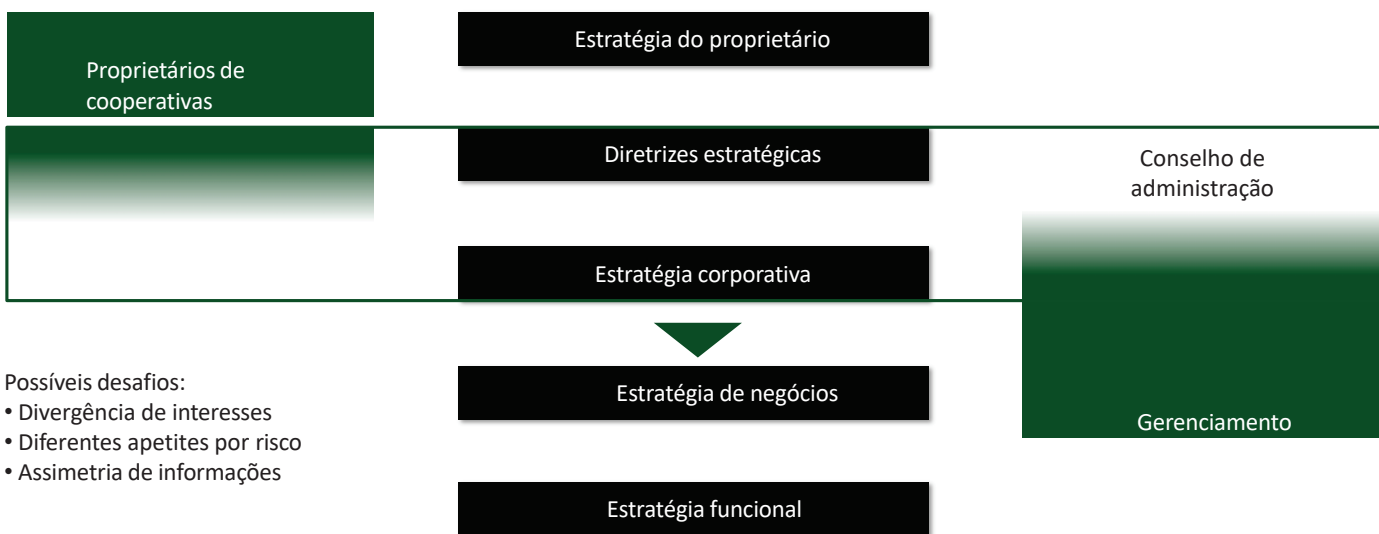 Estratégia do proprietário
Proprietários de
cooperativas
Diretrizes estratégicas
Conselho de
administração
Estratégia corporativa
Possíveis desafios:
• Divergência de interesses
• Diferentes apetites por risco
• Assimetria de informações
Estratégia de negócios
Gerenciamento
Estratégia funcional